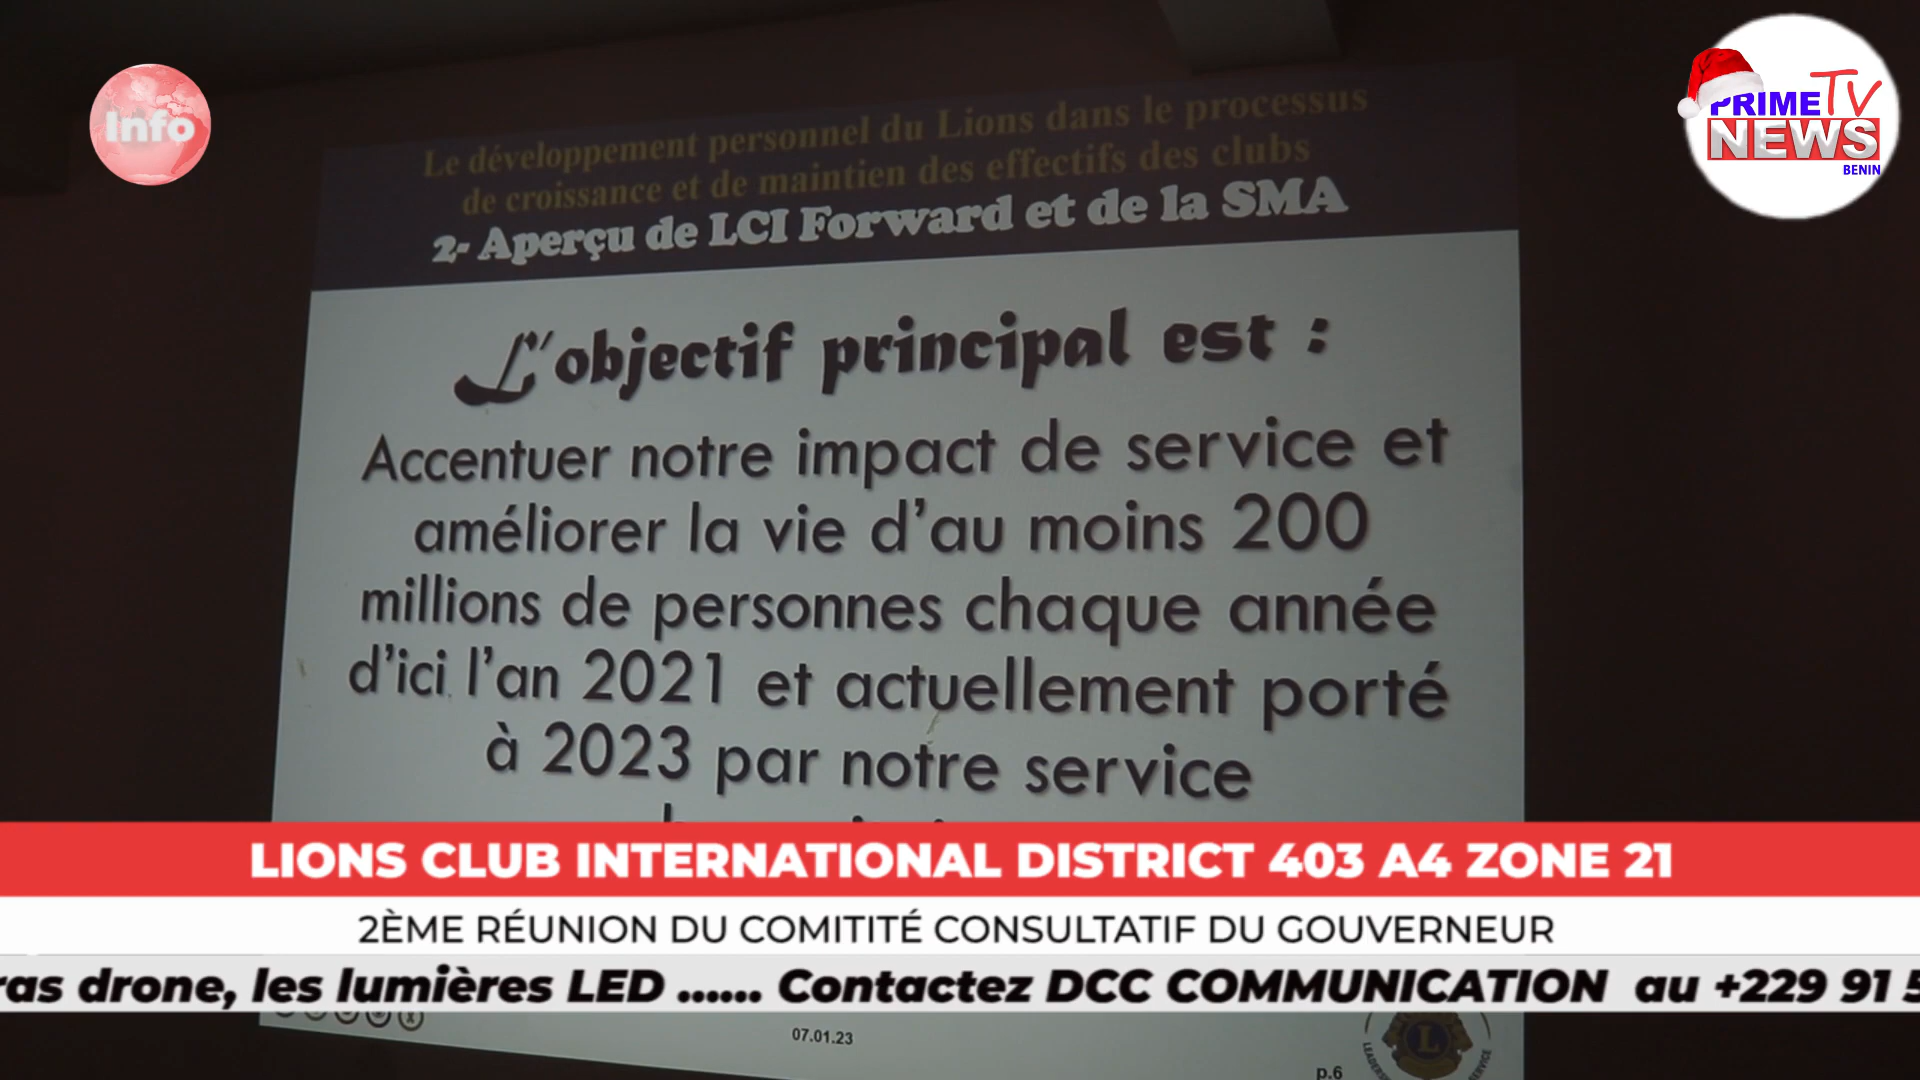 Info
PRIME TV
NEWS
BENIN
Le développement personnel du Lions dans le processus
de croissance et de maintien des effectifs des clubs
2- Aperçu de LCI Forward et de la SMA
L'objectif principal est :
Accentuer notre impact de service et
améliorer la vie d'au moins 200
millions de personnes chaque année
d'ici l'an 2021 et actuellement porté
à 2023 par notre service
LIONS CLUB INTERNATIONAL DISTRICT 403 A4 ZONE 21
2ÈME RÉUNION DU COMITITÉ CONSULTATIF DU GOUVERNEUR
ras drone, les lumières LED ...... Contactez DCC COMMUNICATION au +229 91 5
07.01.23
p.6
L